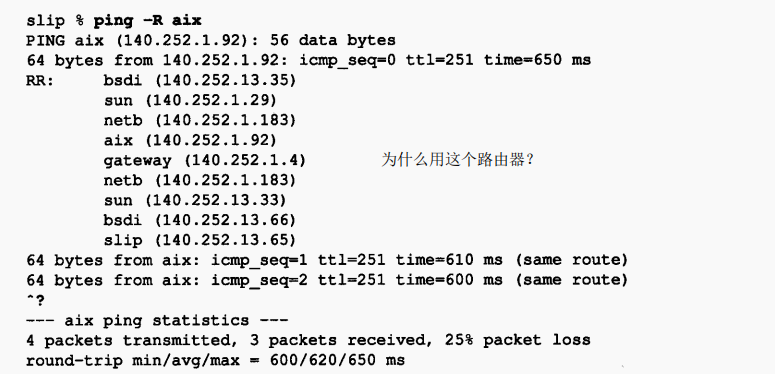 slip % ping -R aix
PING aix (140.252.1.92): 56 data bytes
64 bytes from 140.252.1.92: icmp_seq=0 ttl=251 time=650 ms
RR:     bsdi (140.252.13.35)
        sun (140.252.1.29)
        netb (140.252.1.183)
        aix (140.252.1.92)
        gateway (140.252.1.4)        为什么用这个路由器?
        netb (140.252.1.183)
        sun (140.252.13.33)
        bsdi (140.252.13.66)
        slip (140.252.13.65)
64 bytes from aix: icmp_seq=1 ttl=251 time=610 ms (same route)
64 bytes from aix: icmp_seq=2 ttl=251 time=600 ms (same route)
^?
--- aix ping statistics ---
4 packets transmitted, 3 packets received, 25% packet loss
round-trip min/avg/max = 600/620/650 ms